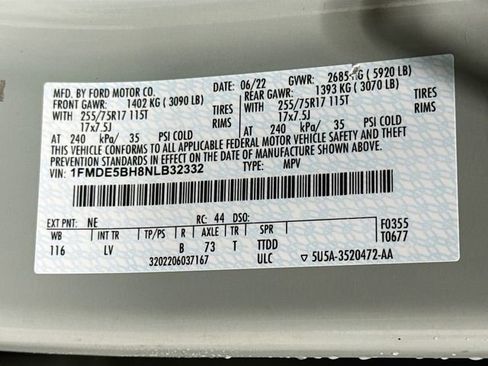 MFD. BY FORD MOTOR CO.
DATE: 06/22 GVWR: 2685 KG ( 5920 LB)
FRONT GAWR: 1402 KG ( 3090 LB) REAR GAWR: 1393 KG ( 3070 LB)
WITH 255/75R17 115T TIRES WITH 255/75R17 115T TIRES
17x7.5J RIMS 17x7.5J RIMS
AT 240 kPa/ 35 PSI COLD AT 240 kPa/ 35 PSI COLD
THIS VEHICLE CONFORMS TO ALL APPLICABLE FEDERAL MOTOR VEHICLE SAFETY AND
THEFT PREVENTION STANDARDS IN EFFECT ON THE DATE OF MANUFACTURE SHOWN ABOVE.
VIN: 1FMDE5BH8NLB32332 TYPE: MPV
EXT PNT: NE RC: 44 DSO: F0355
WB INT TR TP/PS R AXLE TR SPR T0677
116 LV B 73 T TTDD
3202206037167 ULC ▽ 5U5A-3520472-AA